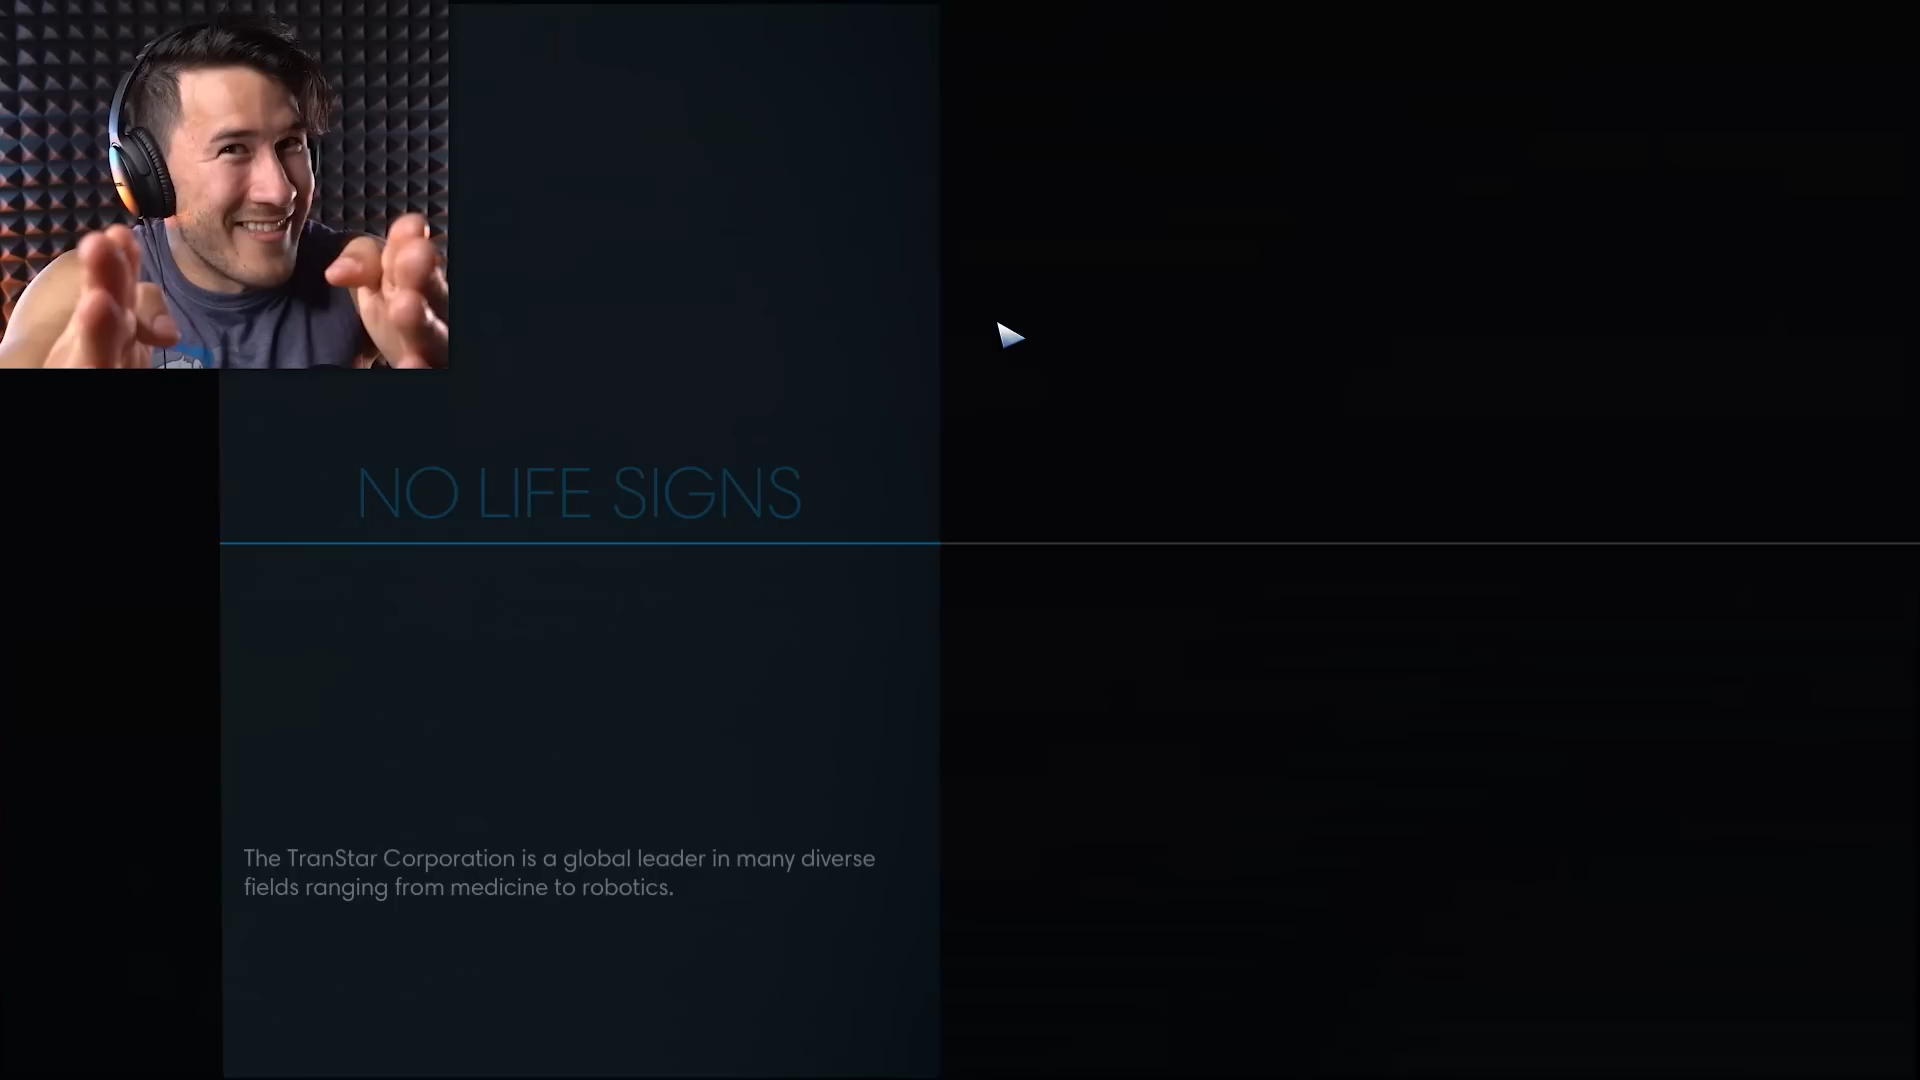 NO LIFE SIGNS
The TranStar Corporation is a global leader in many diverse
fields ranging from medicine to robotics.